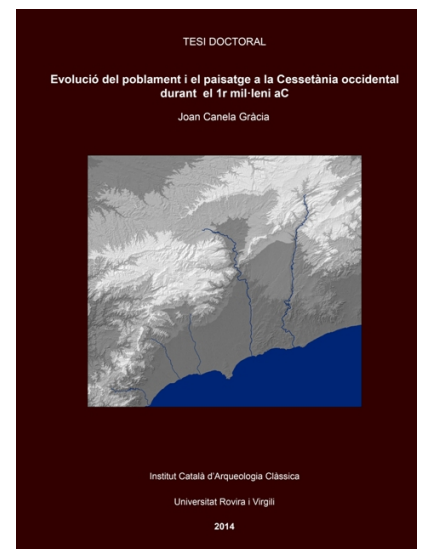 TESI DOCTORAL
Evolució del poblament i el paisatge a la Cessetània occidental
durant el 1r mil·leni aC
Joan Canela Gràcia
Institut Català d'Arqueologia Clàssica
Universitat Rovira i Virgili
2014